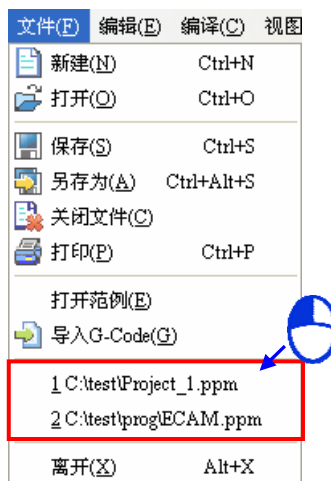 文件(F) 编辑(E) 编译(C) 视图
新建(N) Ctrl+N
打开(O) Ctrl+O
保存(S) Ctrl+S
另存为(A) Ctrl+Alt+S
关闭文件(C)
打印(P) Ctrl+P
打开范例(E)
导入G-Code(G)
1 C:\test\Project_1.ppm
2 C:\test\prog\ECAM.ppm
离开(X) Alt+X